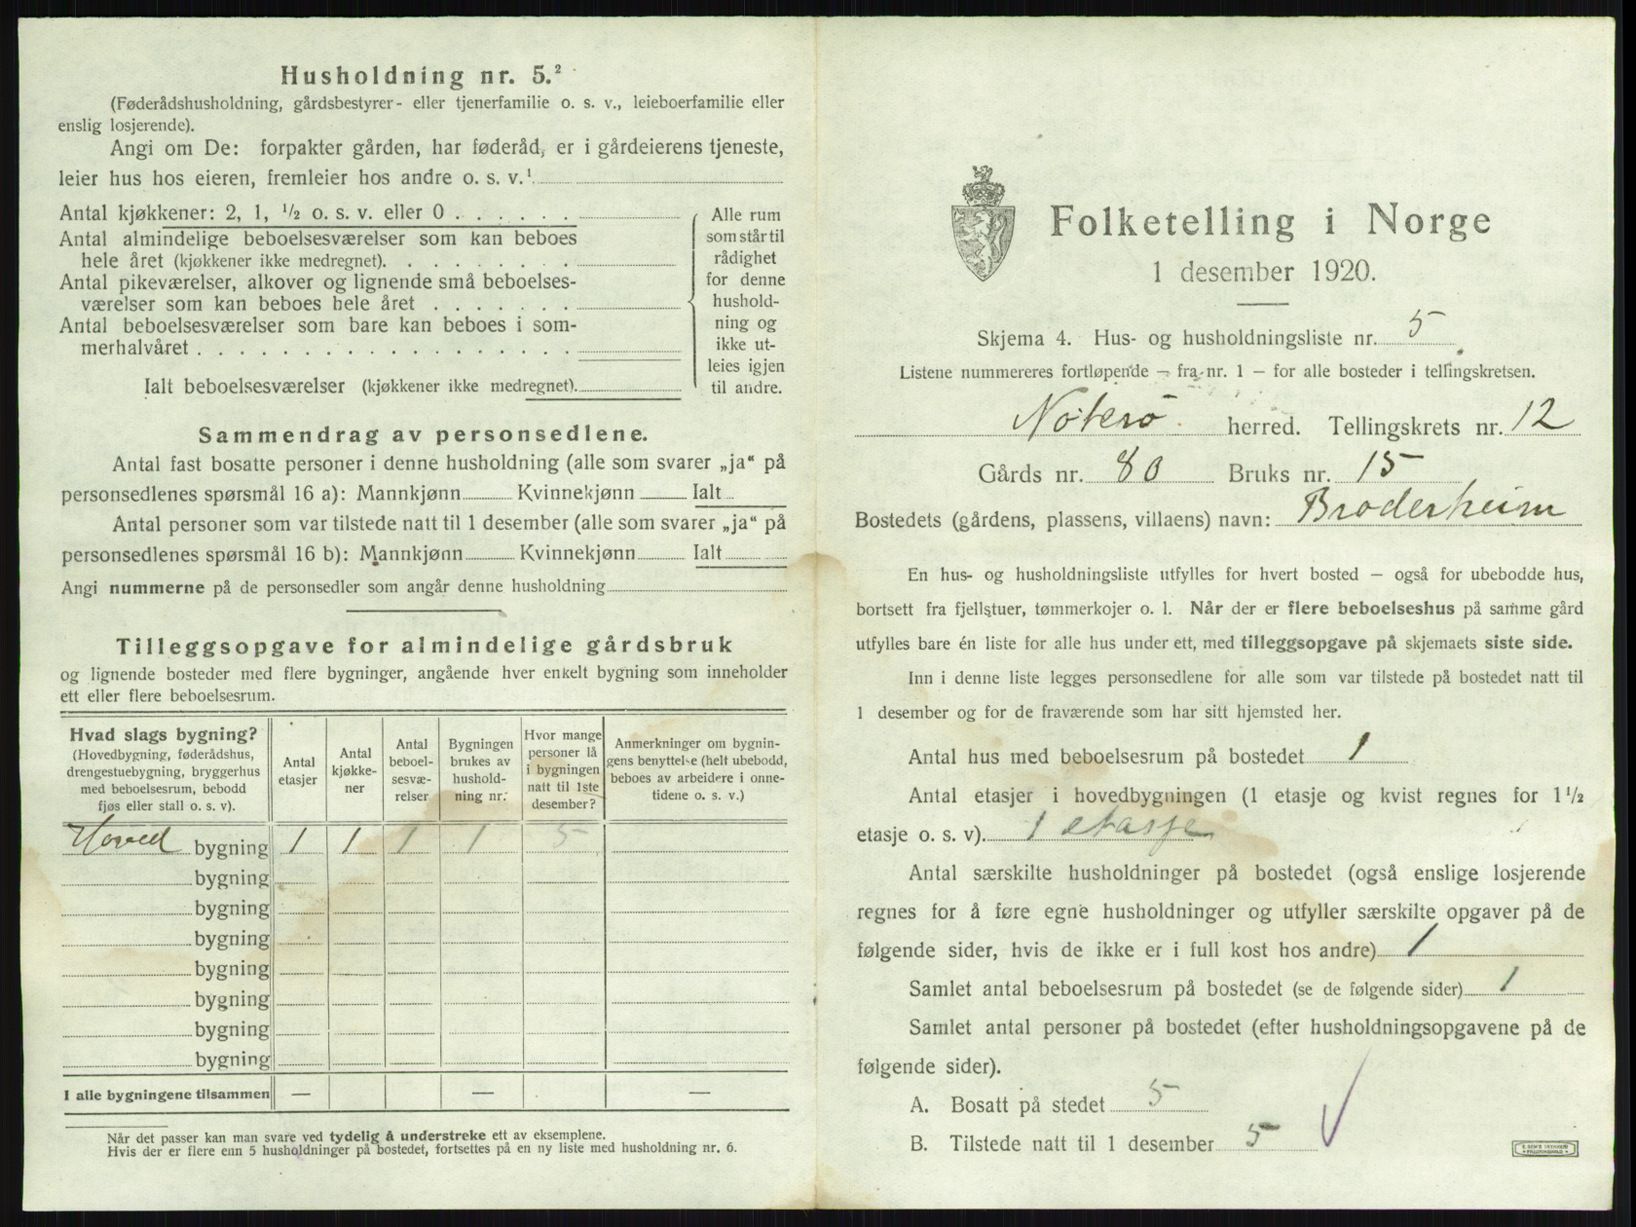 Husholdning nr. 5.²
(Føderådshusholdning, gårdsbestyrer- eller tjenerfamilie o. s. v., leieboerfamilie eller
enslig losjerende).
Angi om De: forpakter gården, har føderåd, er i gårdeierens tjeneste,
leier hus hos eieren, fremleier hos andre o. s. v.¹
Antal kjøkkener: 2, 1, ½ o. s. v. eller 0
Antal almindelige beboelsesværelser som kan beboes
hele året (kjøkkener ikke medregnet).
Antal pikeværelser, alkover og lignende små beboelses-
værelser som kan beboes hele året
Antal beboelsesværelser som bare kan beboes i som-
merhalvåret
Ialt beboelsesværelser (kjøkkener ikke medregnet).
Alle rum
som står til
rådighet
for denne
hushold-
ning og
ikke ut-
leies igjen
til andre.
Sammendrag av personsedlene.
Antal fast bosatte personer i denne husholdning (alle som svarer „ja" på
personsedlenes spørsmål 16 a): Mannkjønn Kvinnekjønn Ialt
Antal personer som var tilstede natt til 1 desember (alle som svarer „ja" på
personsedlenes spørsmål 16 b): Mannkjønn Kvinnekjønn Ialt
Angi nummerne på de personsedler som angår denne husholdning
Tilleggsopgave for almindelige gårdsbruk
og lignende bosteder med flere bygninger, angående hver enkelt bygning som inneholder
ett eller flere beboelsesrum.
Hvad slags bygning?
(Hovedbygning, føderådshus,
drengestuebygning, bryggerhus
med beboelsesrum, bebodd
fjøs eller stall o. s. v).
Antal
etasjer
Antal
kjøkke-
ner
Antal
beboel-
sesvæ-
relser
Bygningen
brukes av
hushold-
ning nr.
Hvor mange
personer lå
i bygningen
natt til 1ste
desember?
Anmerkninger om bygnin-
gens benyttelse (helt ubebodd,
beboes av arbeidere i onne-
tidene o. s. v.)
Hoved bygning 1 1 1 1 5
bygning
bygning
bygning
bygning
bygning
bygning
bygning
I alle bygningene tilsammen — — —
Når det passer kan man svare ved tydelig å understreke ett av eksemplene.
Hvis der er flere enn 5 husholdninger på bostedet, fortsettes på en ny liste med husholdning nr. 6.
Folketelling i Norge
1 desember 1920.
Skjema 4. Hus- og husholdningsliste nr. 5
Listene nummereres fortløpende — fra nr. 1 — for alle bosteder i tellingskretsen.
Nøterø herred. Tellingskrets nr. 12
Gårds nr. 80 Bruks nr. 15
Bostedets (gårdens, plassens, villaens) navn: Broderheim
En hus- og husholdningsliste utfylles for hvert bosted — også for ubebodde hus,
bortsett fra fjellstuer, tømmerkojer o. l. Når der er flere beboelseshus på samme gård
utfylles bare én liste for alle hus under ett, med tilleggsopgave på skjemaets siste side.
Inn i denne liste legges personsedlene for alle som var tilstede på bostedet natt til
1 desember og for de fraværende som har sitt hjemsted her.
Antal hus med beboelsesrum på bostedet 1
Antal etasjer i hovedbygningen (1 etasje og kvist regnes for 1½
etasje o. s. v). 1 etasje
Antal særskilte husholdninger på bostedet (også enslige losjerende
regnes for å føre egne husholdninger og utfyller særskilte opgaver på de
følgende sider, hvis de ikke er i full kost hos andre) 1
Samlet antal beboelsesrum på bostedet (se de følgende sider) 1
Samlet antal personer på bostedet (efter husholdningsopgavene på de
følgende sider).
A. Bosatt på stedet 5
B. Tilstede natt til 1 desember 5